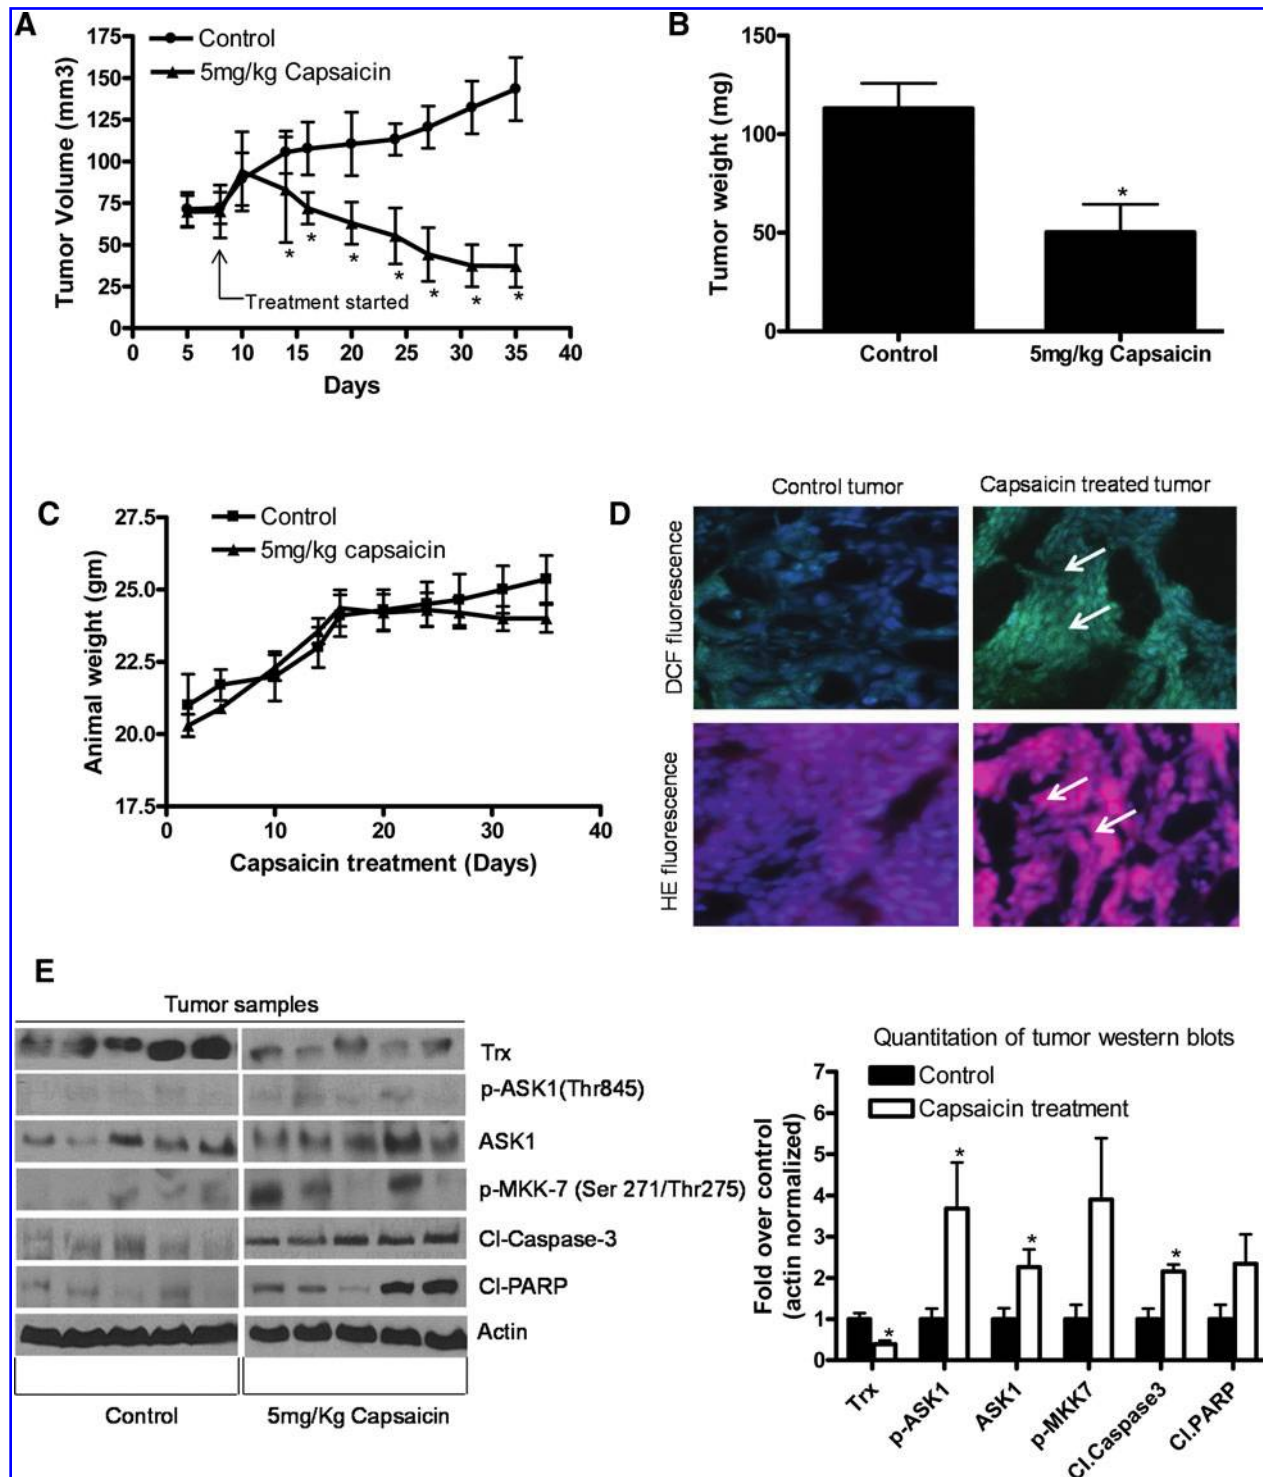 A
Control
5mg/kg Capsaicin
Tumor Volume (mm3)
175
150
125
100
75
50
25
0
Treatment started
0 5 10 15 20 25 30 35 40
Days
* * * * * * *
B
Tumor weight (mg)
150
100
50
0
*
Control 5mg/kg Capsaicin
C
Control
5mg/kg capsaicin
Animal weight (gm)
27.5
25.0
22.5
20.0
17.5
0 10 20 30 40
Capsaicin treatment (Days)
D
Control tumor Capsaicin treated tumor
DCF fluorescence
HE fluorescence
E
Tumor samples
Trx
p-ASK1(Thr845)
ASK1
p-MKK-7 (Ser 271/Thr275)
Cl-Caspase-3
Cl-PARP
Actin
Control 5mg/Kg Capsaicin
Quantitation of tumor western blots
Control
Capsaicin treatment
Fold over control
(actin normalized)
7
6
5
4
3
2
1
0
* * * *
Trx p-ASK1 ASK1 p-MKK7 Cl.Caspase3 Cl.PARP